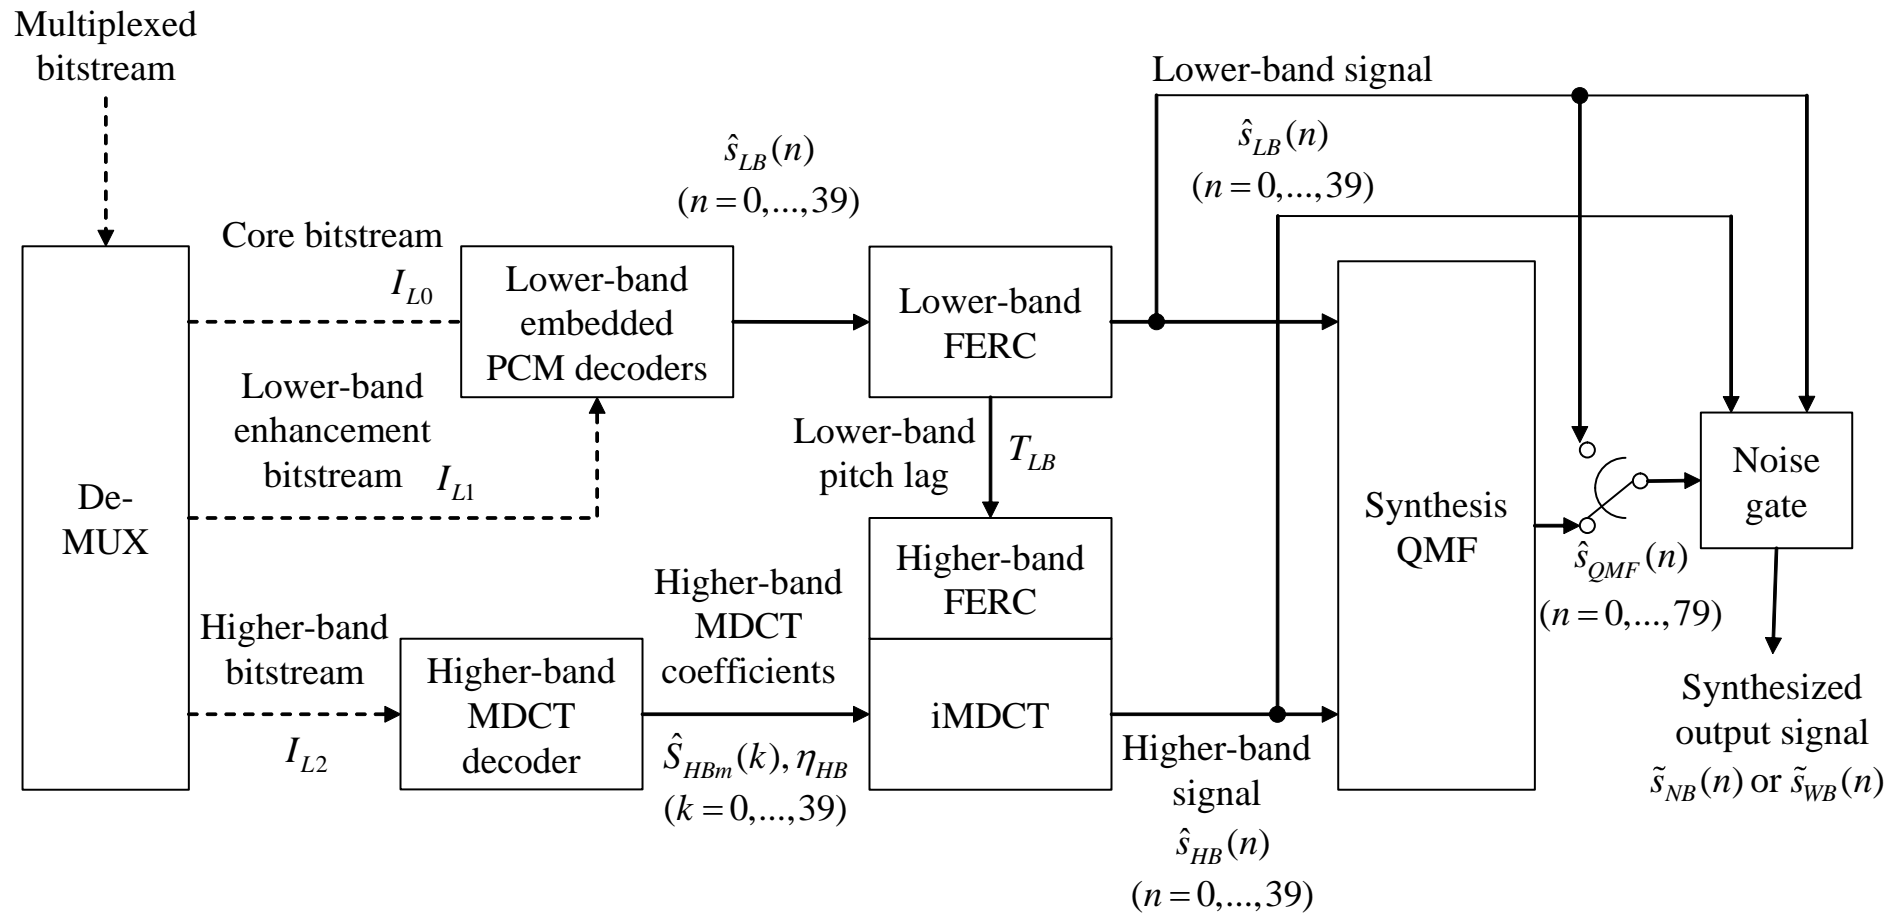 Multiplexed
bitstream
Lower-band signal
ŝ_LB(n)
(n = 0,...,39)
ŝ_LB(n)
(n = 0,...,39)
Core bitstream
I_L0
Lower-band
embedded
PCM decoders
Lower-band
FERC
Lower-band
enhancement
bitstream
I_L1
Lower-band
pitch lag
T_LB
De-
MUX
Synthesis
QMF
Noise
gate
ŝ_QMF(n)
(n = 0,...,79)
Higher-band
FERC
Higher-band
MDCT
coefficients
Higher-band
bitstream
I_L2
Higher-band
MDCT
decoder
iMDCT
Ŝ_HBm(k), η_HB
(k = 0,...,39)
Higher-band
signal
ŝ_HB(n)
(n = 0,...,39)
Synthesized
output signal
s̃_NB(n) or s̃_WB(n)